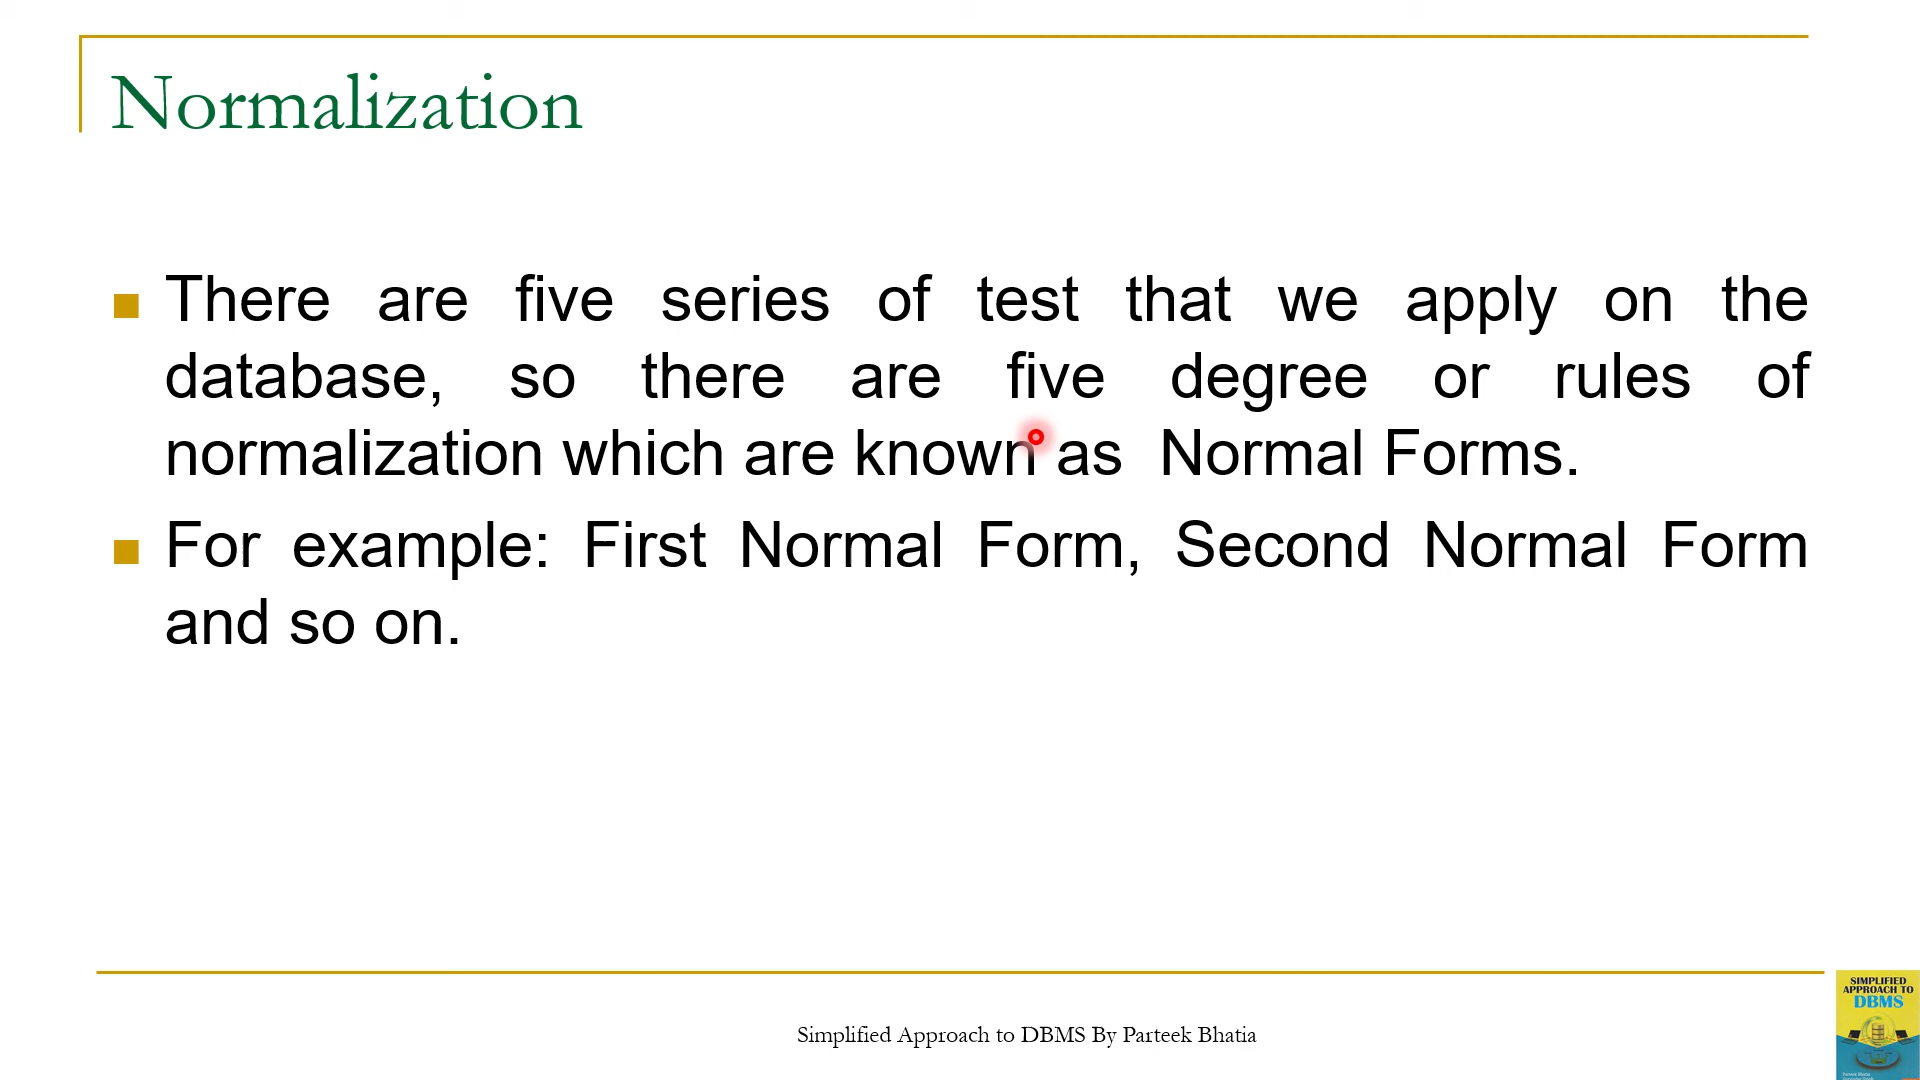 Normalization
There are five series of test that we apply on the
database, so there are five degree or rules of
normalization which are known as Normal Forms.
For example: First Normal Form, Second Normal Form
and so on.
Simplified Approach to DBMS By Parteek Bhatia
SIMPLIFIED
APPROACH TO
DBMS
Parteek Bhatia